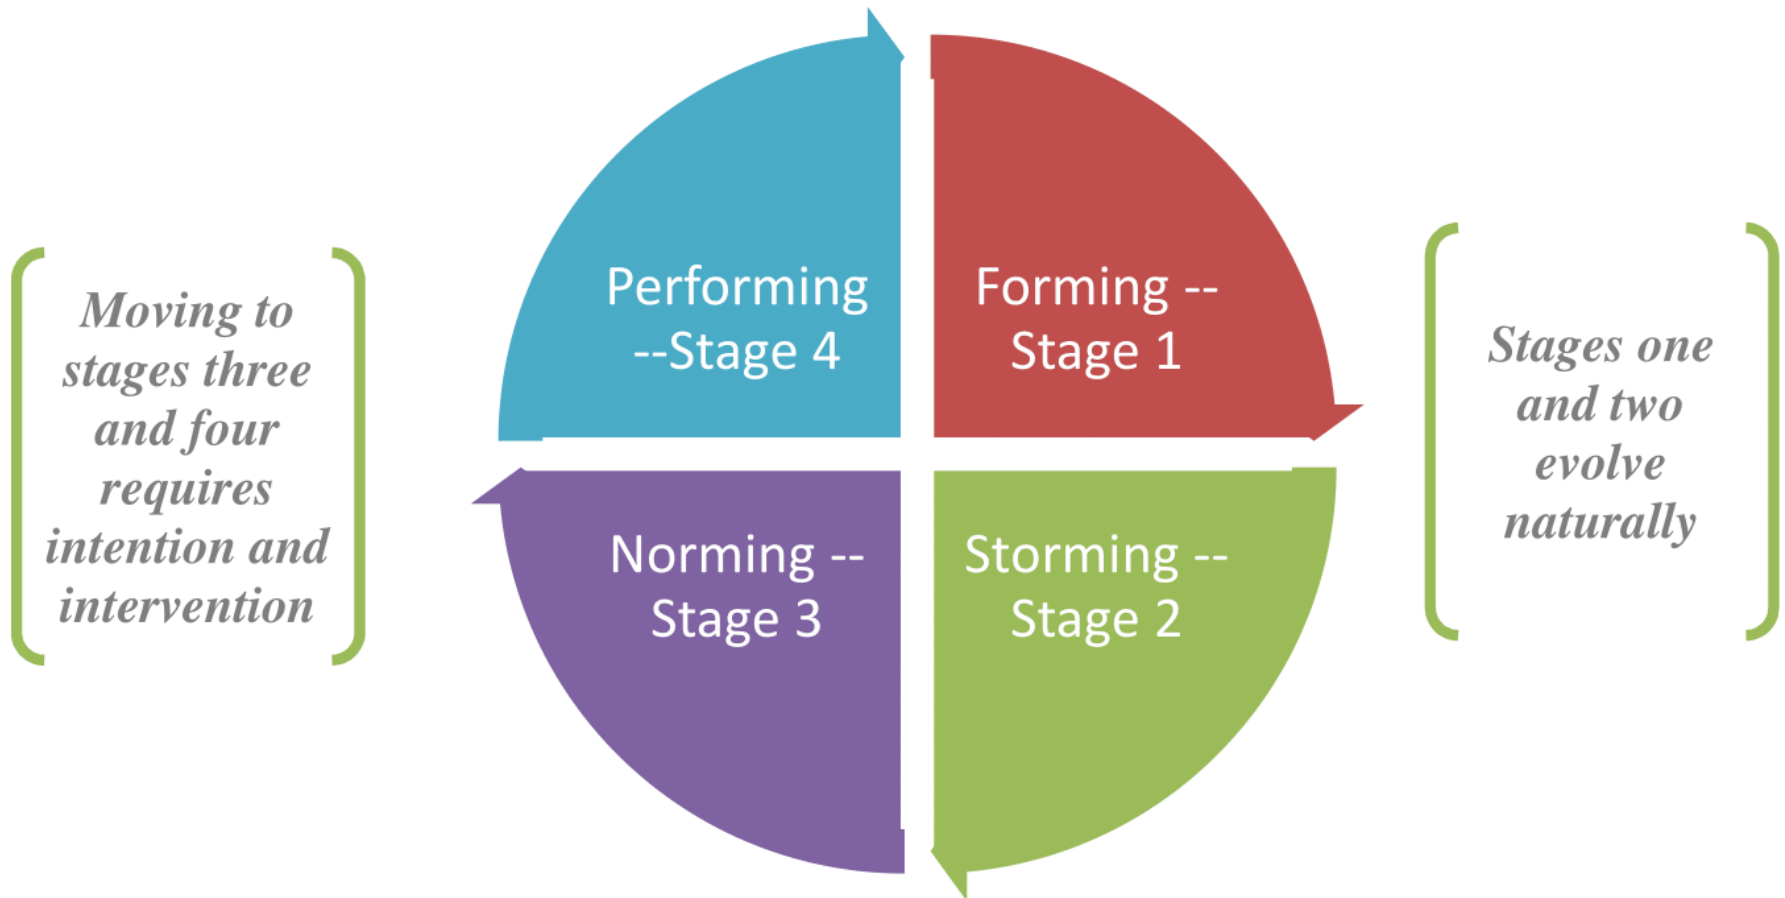 Performing
--Stage 4
Forming --
Stage 1
Norming --
Stage 3
Storming --
Stage 2
Moving to
stages three
and four
requires
intention and
intervention
Stages one
and two
evolve
naturally